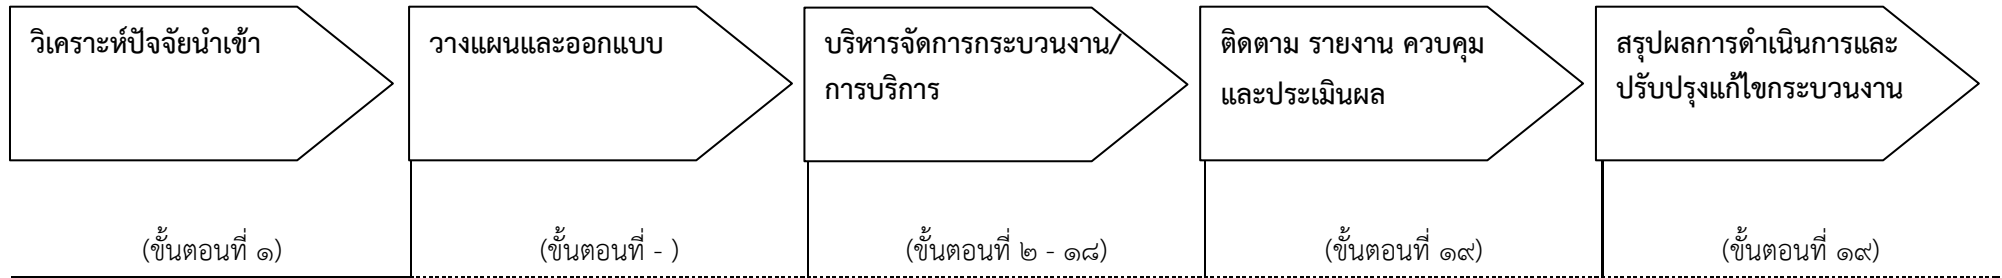 วิเคราะห์ปัจจัยนำเข้า
(ขั้นตอนที่ ๑)
วางแผนและออกแบบ
(ขั้นตอนที่ - )
บริหารจัดการกระบวนงาน/
การบริการ
(ขั้นตอนที่ ๒ - ๑๘)
ติดตาม รายงาน ควบคุม
และประเมินผล
(ขั้นตอนที่ ๑๙)
สรุปผลการดำเนินการและ
ปรับปรุงแก้ไขกระบวนงาน
(ขั้นตอนที่ ๑๙)